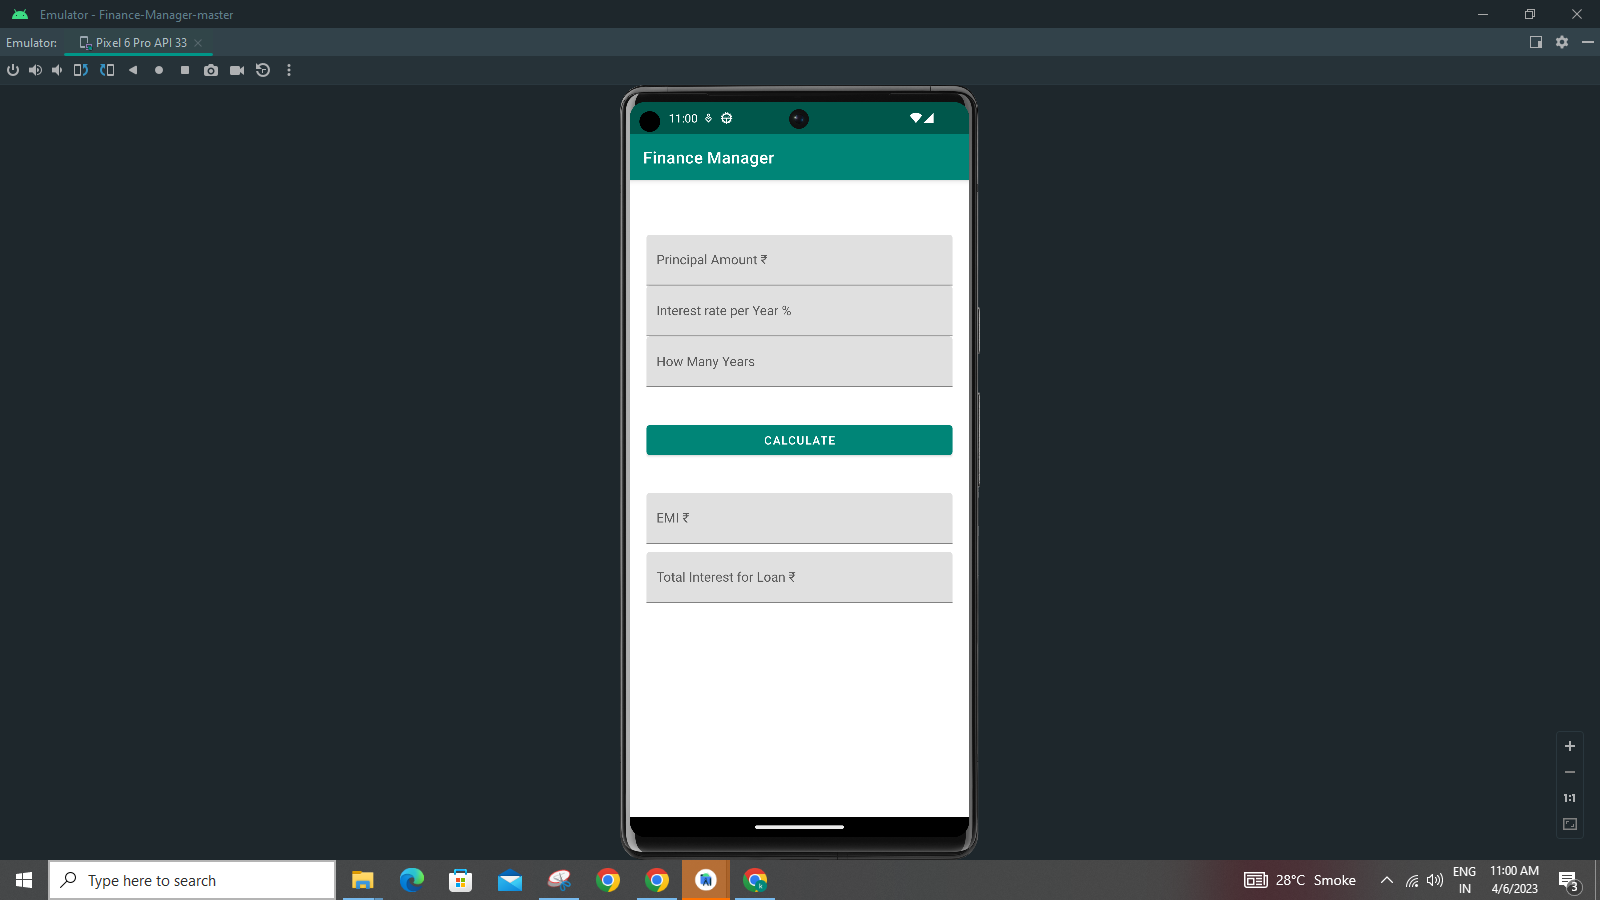 Emulator - Finance-Manager-master
Emulator: Pixel 6 Pro API 33
11:00
Finance Manager
Principal Amount ₹
Interest rate per Year %
How Many Years
CALCULATE
EMI ₹
Total Interest for Loan ₹
1:1
Type here to search
28°C Smoke
ENG
IN
11:00 AM
4/6/2023
3